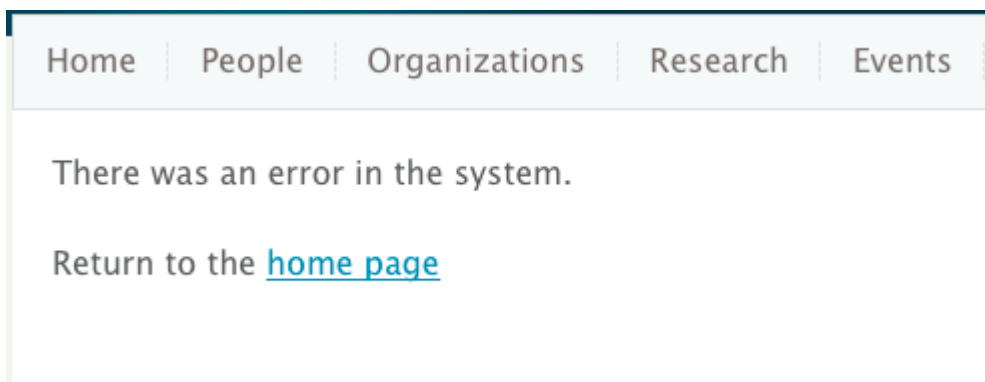 Home People Organizations Research Events
There was an error in the system.
Return to the home page